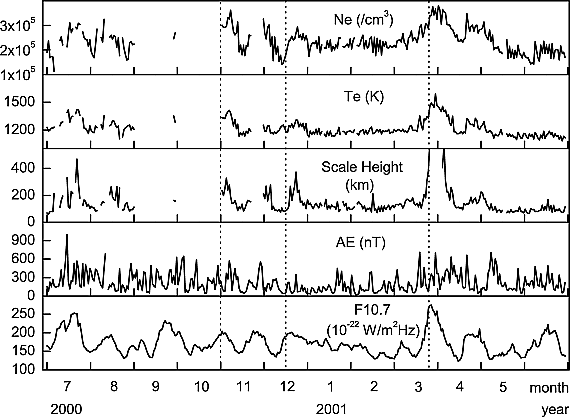 Ne (/cm³)
3x10⁵
2x10⁵
1x10⁵
Te (K)
1500
1200
Scale Height
(km)
400
200
0
AE (nT)
900
600
300
0
F10.7
(10⁻²² W/m²Hz)
250
200
150
100
7 8 9 10 11 12 1 2 3 4 5 month
2000 2001 year